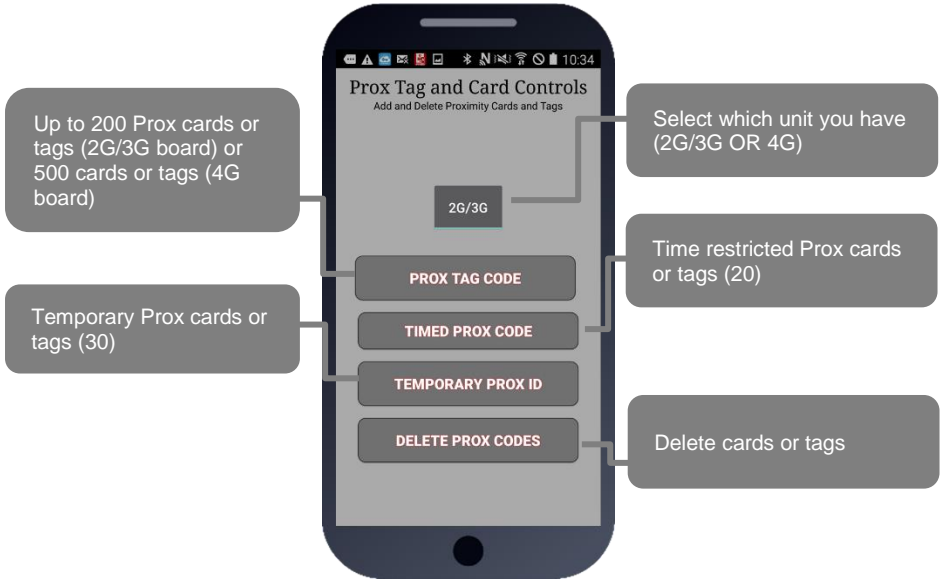 10:34
Prox Tag and Card Controls
Add and Delete Proximity Cards and Tags
Up to 200 Prox cards or
tags (2G/3G board) or
500 cards or tags (4G
board)
Select which unit you have
(2G/3G OR 4G)
2G/3G
Time restricted Prox cards
or tags (20)
PROX TAG CODE
Temporary Prox cards or
tags (30)
TIMED PROX CODE
TEMPORARY PROX ID
DELETE PROX CODES
Delete cards or tags